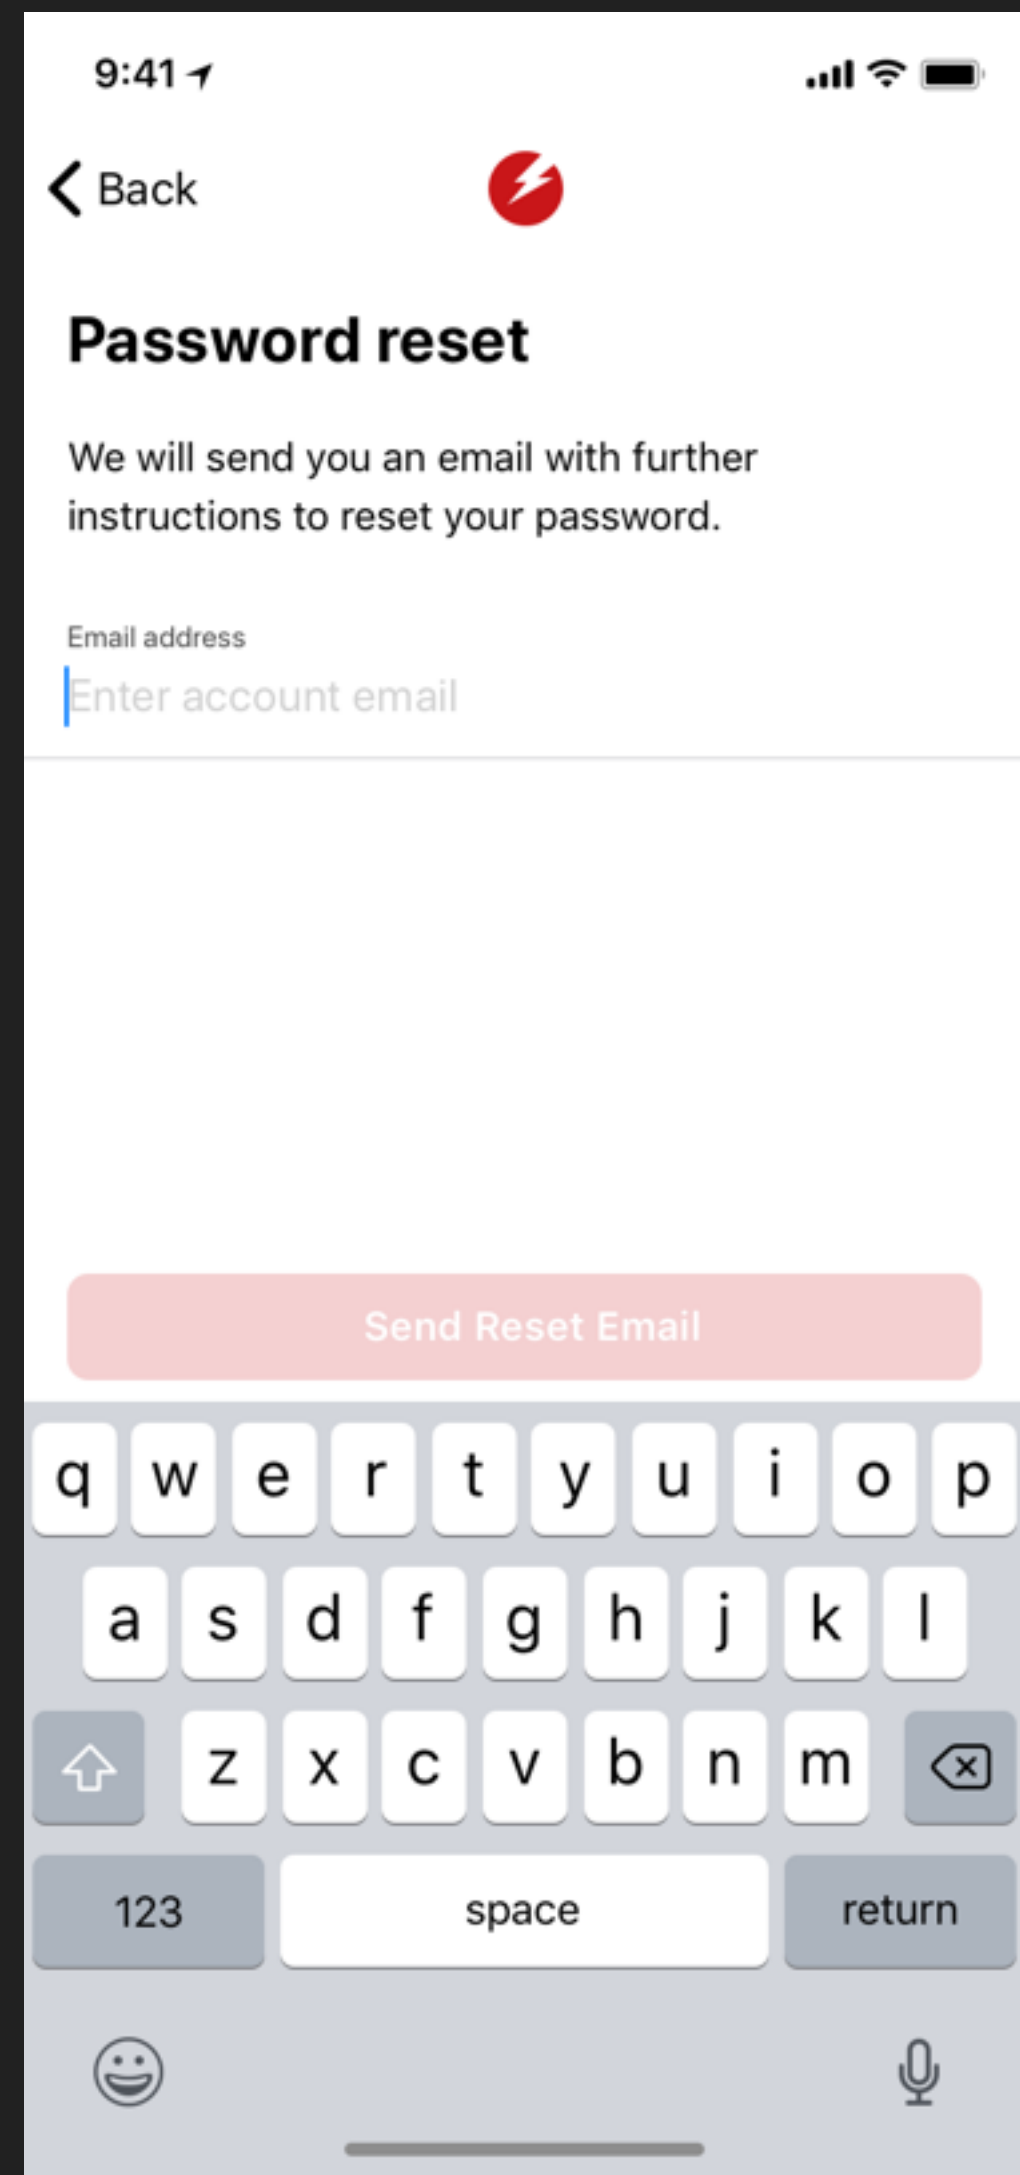 9:41
Back
Password reset
We will send you an email with further
instructions to reset your password.
Email address
Enter account email
Send Reset Email
q w e r t y u i o p
a s d f g h j k l
z x c v b n m
123 space return